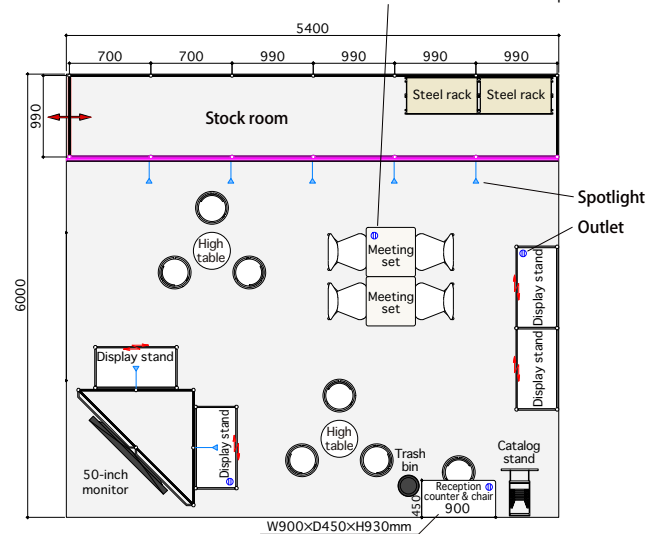 5400
700
700
990
990
990
990
990
6000
Steel rack
Steel rack
Stock room
Spotlight
Outlet
High
table
Meeting
set
Meeting
set
Display stand
Display stand
Display stand
Display stand
50-inch
monitor
High
table
Trash
bin
Catalog
stand
Reception
counter & chair
450
900
W900×D450×H930mm